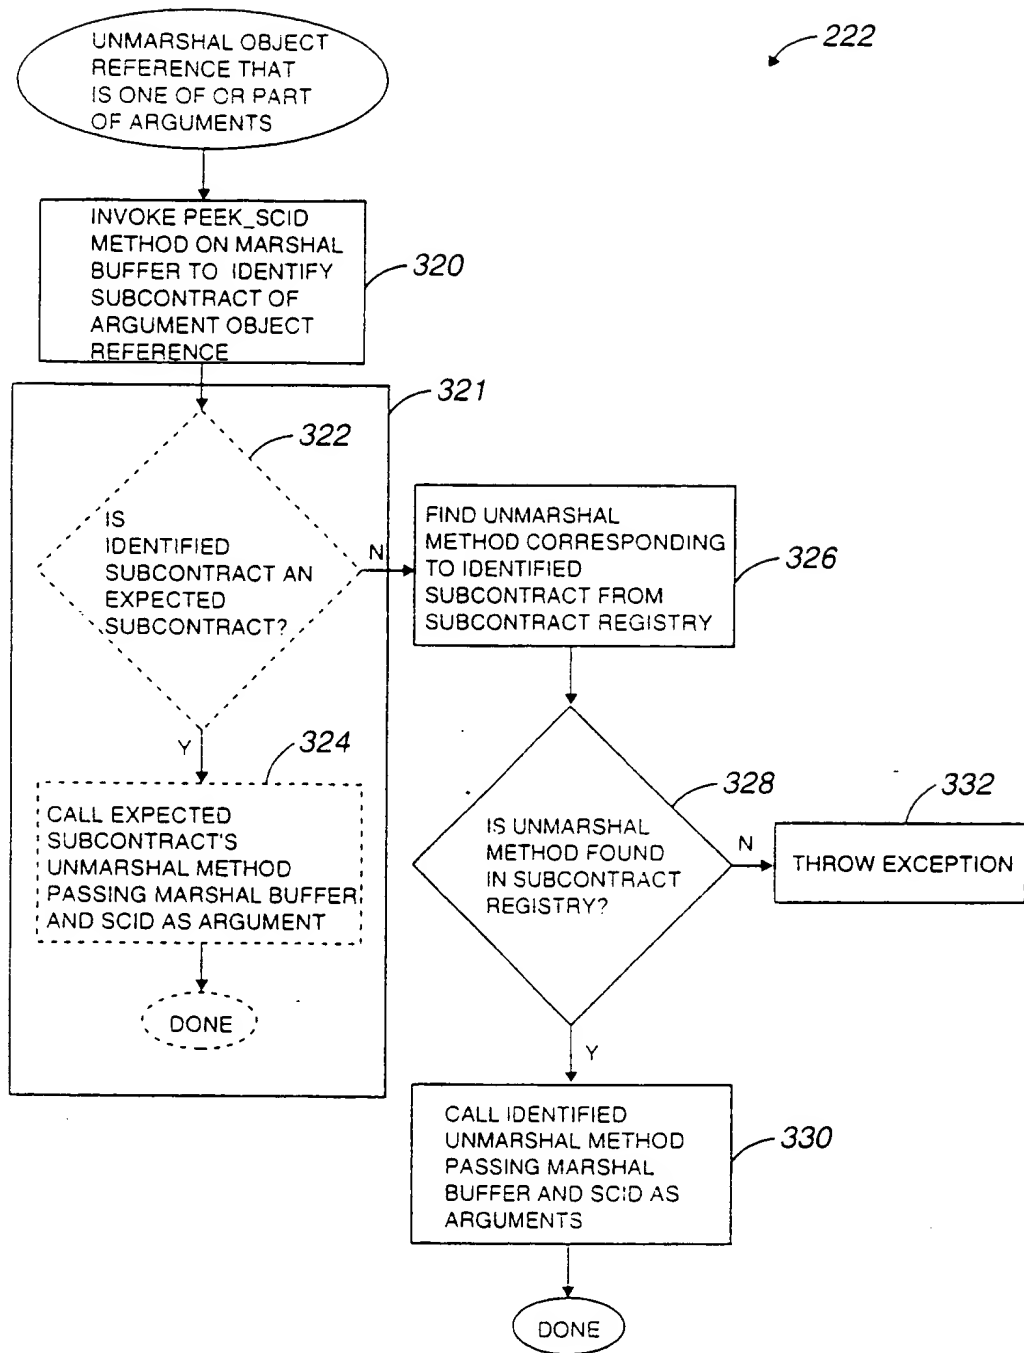 UNMARSHAL OBJECT
REFERENCE THAT
IS ONE OF OR PART
OF ARGUMENTS
222
INVOKE PEEK_SCID
METHOD ON MARSHAL
BUFFER TO IDENTIFY
SUBCONTRACT OF
ARGUMENT OBJECT
REFERENCE
320
321
322
IS
IDENTIFIED
SUBCONTRACT AN
EXPECTED
SUBCONTRACT?
N
Y
FIND UNMARSHAL
METHOD CORRESPONDING
TO IDENTIFIED
SUBCONTRACT FROM
SUBCONTRACT REGISTRY
326
324
CALL EXPECTED
SUBCONTRACT'S
UNMARSHAL METHOD
PASSING MARSHAL BUFFER
AND SCID AS ARGUMENT
DONE
328
IS UNMARSHAL
METHOD FOUND
IN SUBCONTRACT
REGISTRY?
N
Y
332
THROW EXCEPTION
CALL IDENTIFIED
UNMARSHAL METHOD
PASSING MARSHAL
BUFFER AND SCID AS
ARGUMENTS
330
DONE